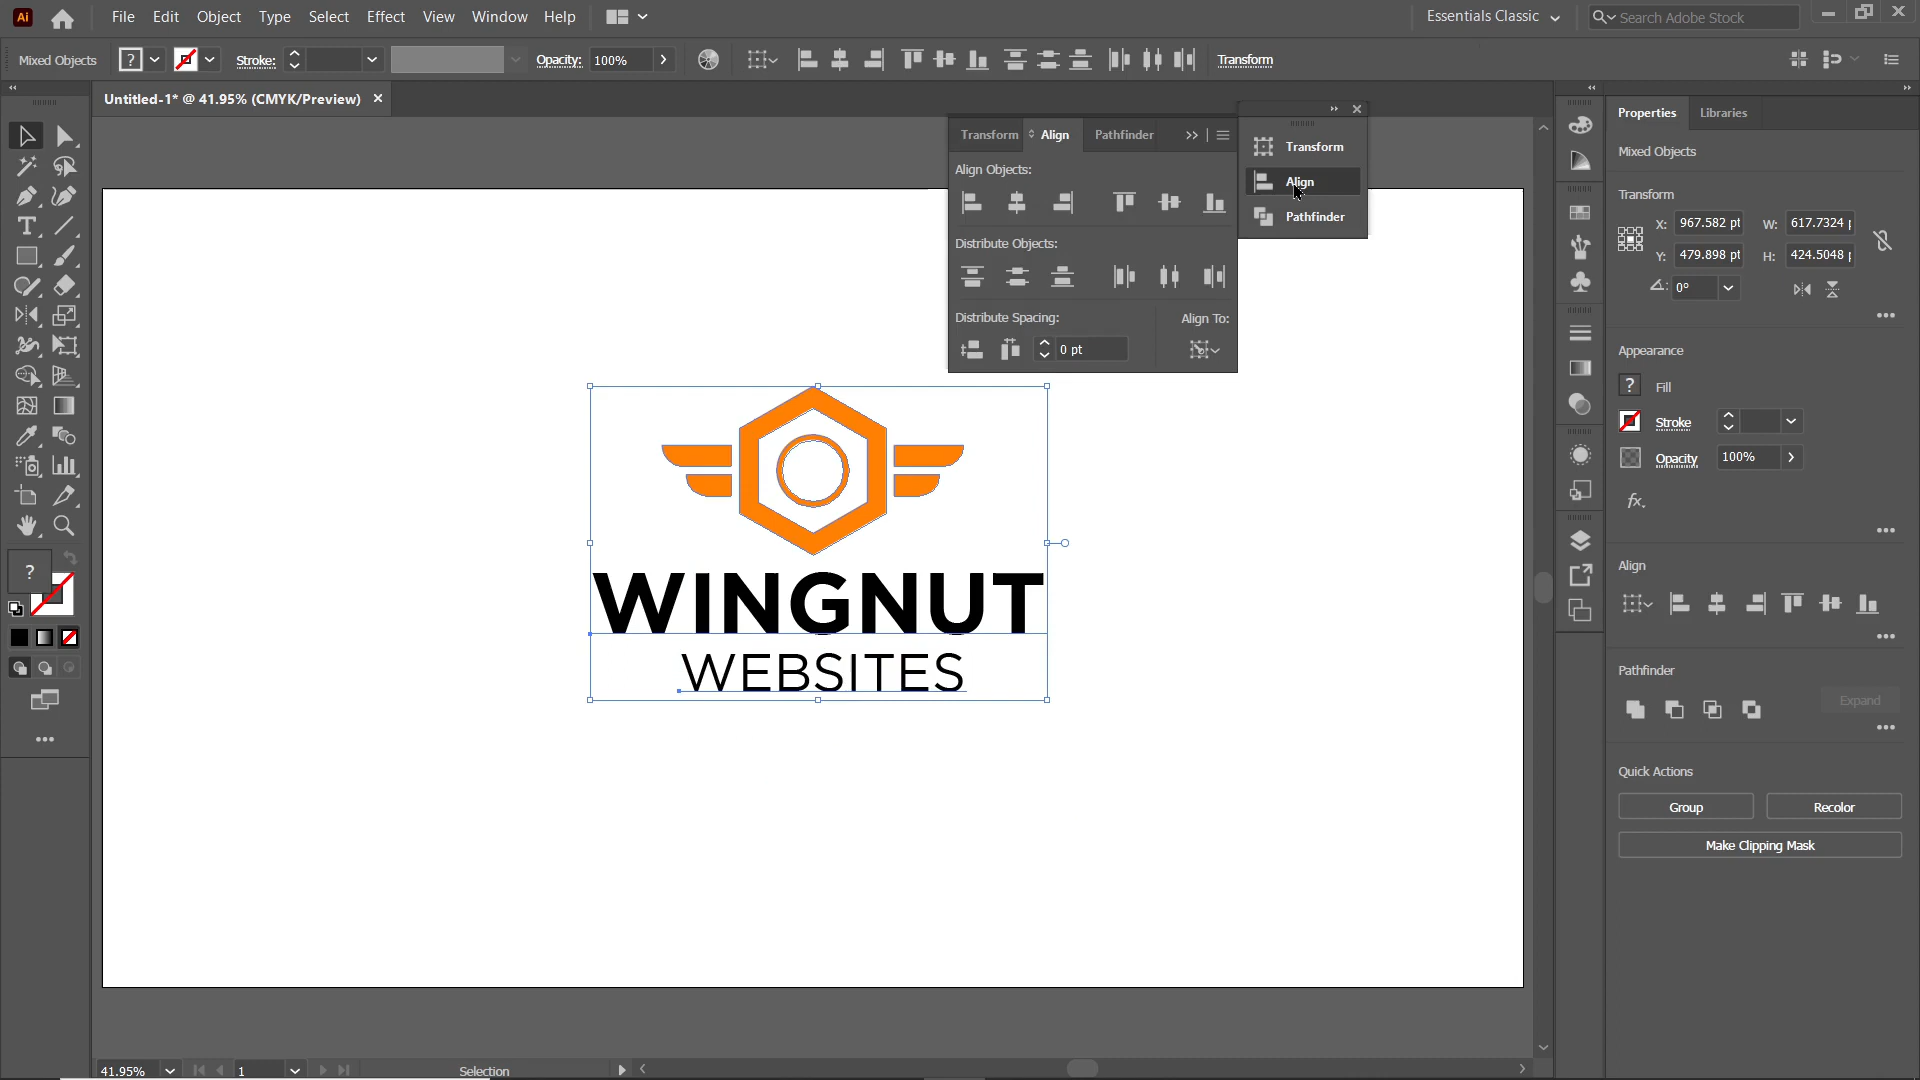 Ai File Edit Object Type Select Effect View Window Help Essentials Classic Search Adobe Stock
Mixed Objects ? Stroke: Opacity: 100% Transform
Untitled-1* @ 41.95% (CMYK/Preview)
Transform Align Pathfinder
Align Objects:
Distribute Objects:
Distribute Spacing: Align To:
0 pt
Transform
Align
Pathfinder
WINGNUT
WEBSITES
Properties Libraries
Mixed Objects
Transform
X: 967.582 pt W: 617.7324
Y: 479.898 pt H: 424.5048
0°
Appearance
? Fill
Stroke
Opacity 100%
fx
Align
Pathfinder
Expand
Quick Actions
Group Recolor
Make Clipping Mask
?
41.95% 1 Selection